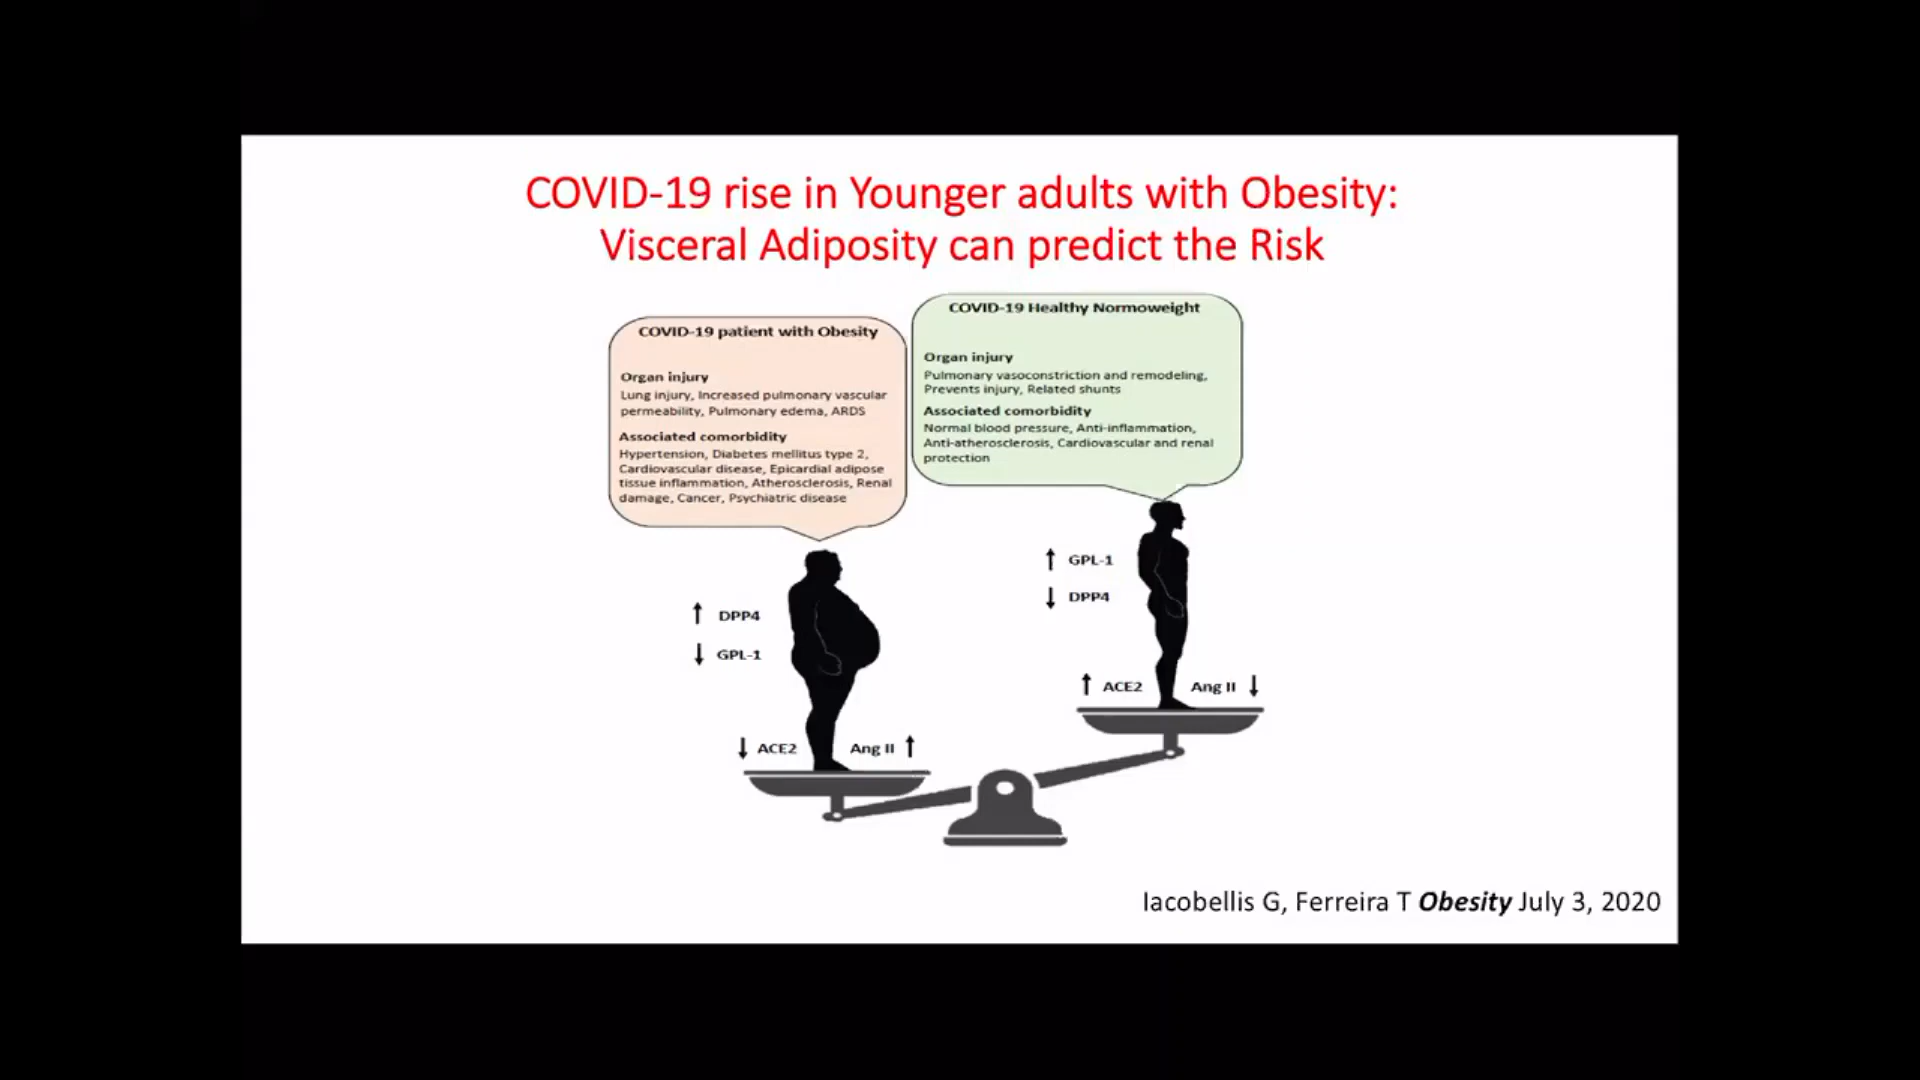 COVID-19 rise in Younger adults with Obesity:
Visceral Adiposity can predict the Risk
COVID-19 patient with Obesity
Organ injury
Lung injury, Increased pulmonary vascular
permeability, Pulmonary edema, ARDS
Associated comorbidity
Hypertension, Diabetes mellitus type 2,
Cardiovascular disease, Epicardial adipose
tissue inflammation, Atherosclerosis, Renal
damage, Cancer, Psychiatric disease
COVID-19 Healthy Normoweight
Organ injury
Pulmonary vasoconstriction and remodeling,
Prevents injury, Related shunts
Associated comorbidity
Normal blood pressure, Anti-inflammation,
Anti-atherosclerosis, Cardiovascular and renal
protection
↑ DPP4
↓ GPL-1
↓ ACE2 Ang II ↑
↑ GPL-1
↓ DPP4
↑ ACE2 Ang II ↓
Iacobellis G, Ferreira T Obesity July 3, 2020